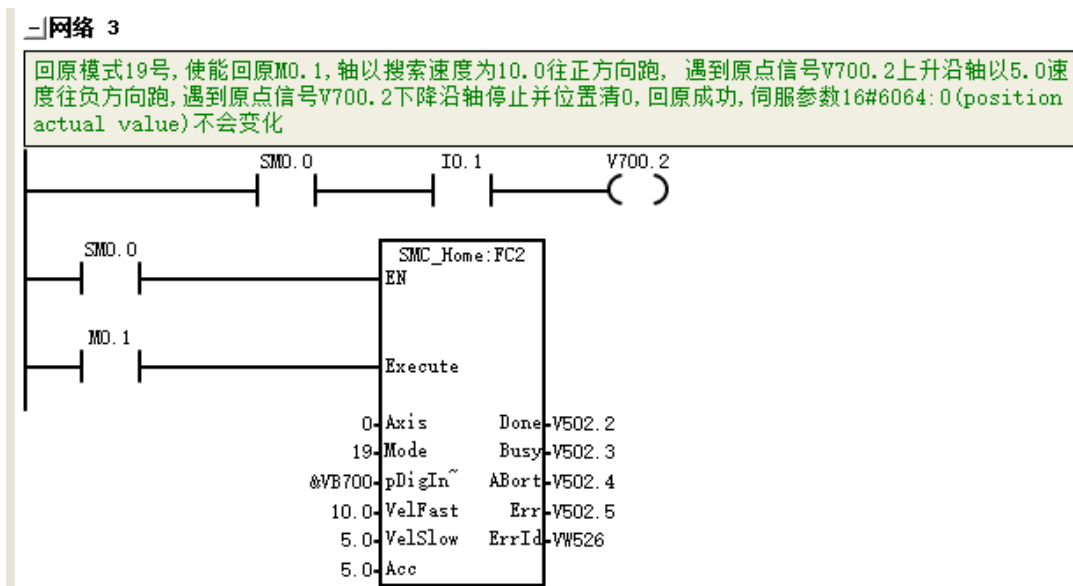 网络 3
回原模式19号,使能回原M0.1,轴以搜索速度为10.0往正方向跑, 遇到原点信号V700.2上升沿轴以5.0速
度往负方向跑,遇到原点信号V700.2下降沿轴停止并位置清0,回原成功,伺服参数16#6064:0(position
actual value)不会变化
SM0.0 I0.1 V700.2
SM0.0 SMC_Home:FC2
EN
M0.1
Execute
0 Axis Done V502.2
19 Mode Busy V502.3
&VB700 pDigIn~ ABort V502.4
10.0 VelFast Err V502.5
5.0 VelSlow ErrId VW526
5.0 Acc